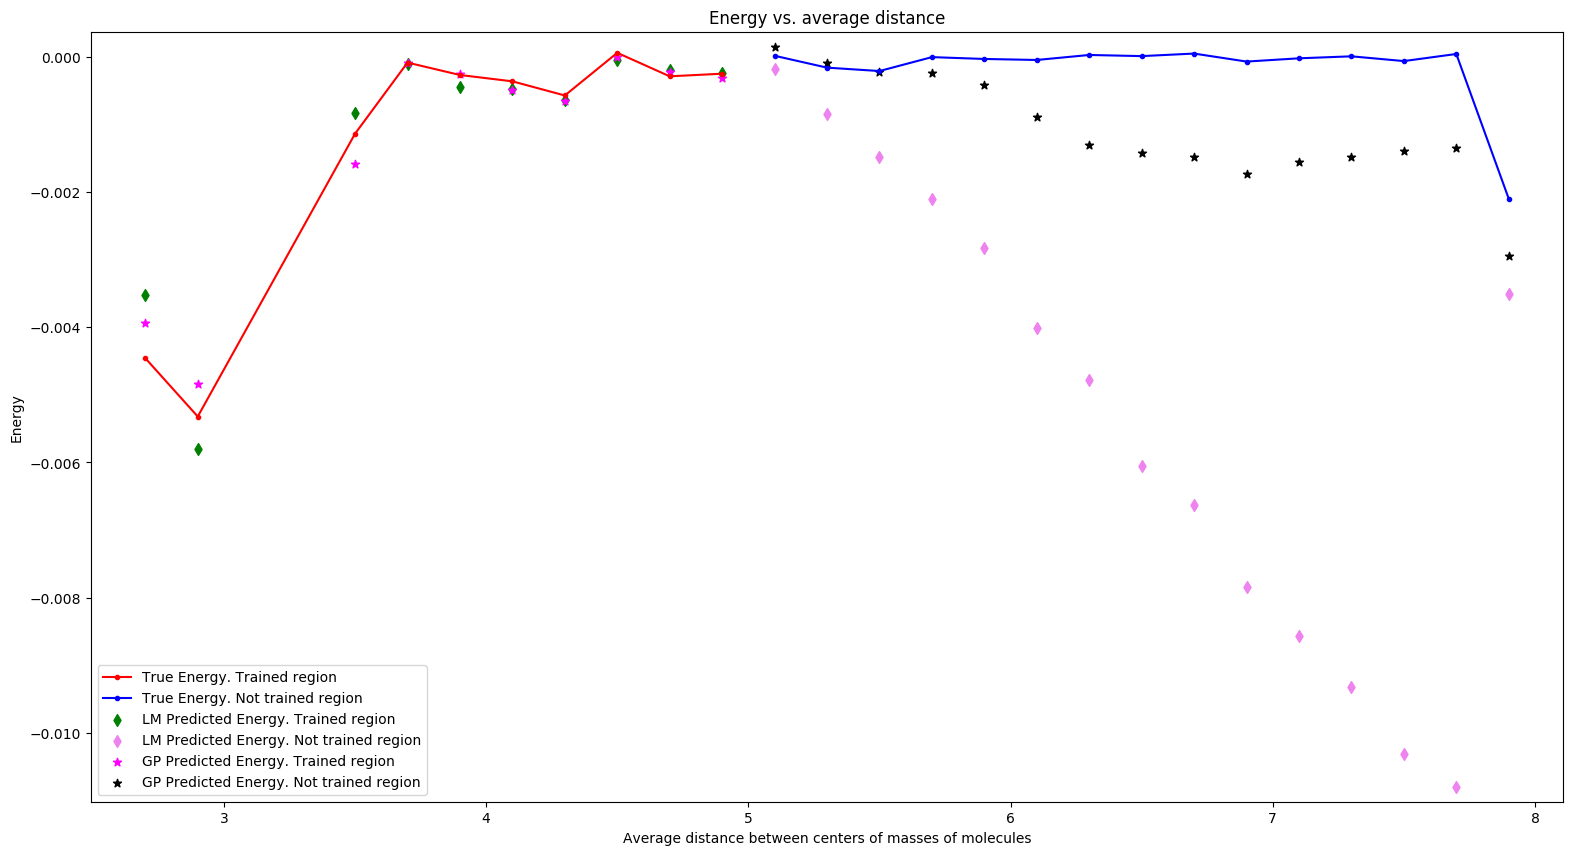 Energy vs. average distance
0.000
−0.002
−0.004
−0.006
−0.008
−0.010
Energy
True Energy. Trained region
True Energy. Not trained region
LM Predicted Energy. Trained region
LM Predicted Energy. Not trained region
GP Predicted Energy. Trained region
GP Predicted Energy. Not trained region
3 4 5 6 7 8
Average distance between centers of masses of molecules